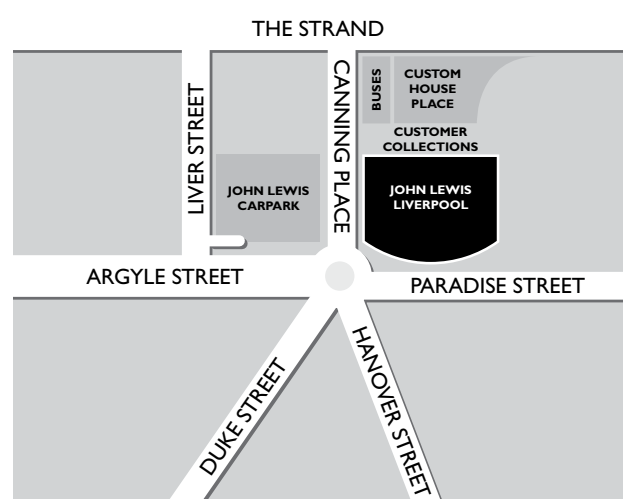 THE STRAND
LIVER STREET
CANNING PLACE
BUSES
CUSTOM
HOUSE
PLACE
CUSTOMER
COLLECTIONS
JOHN LEWIS
CARPARK
JOHN LEWIS
LIVERPOOL
ARGYLE STREET
PARADISE STREET
DUKE STREET
HANOVER STREET